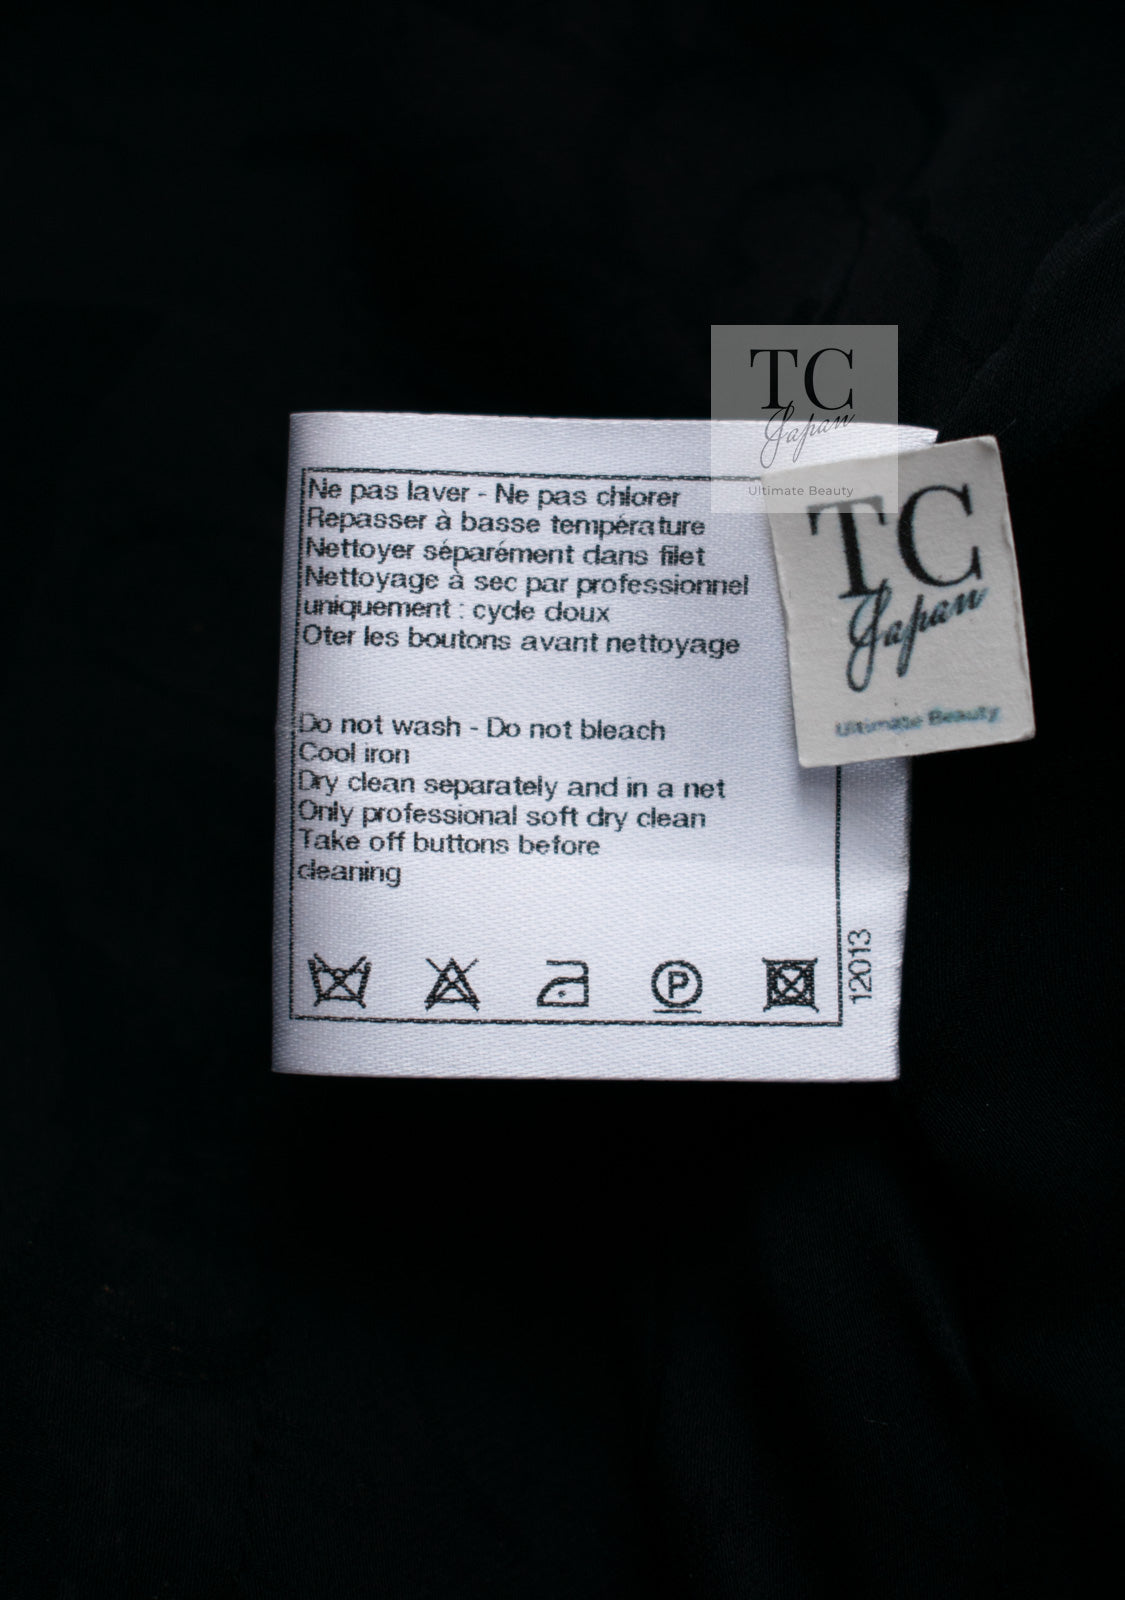 TC
Japan
Ultimate Beauty
Ne pas laver - Ne pas chlorer
Repasser à basse température
Nettoyer séparément dans filet
Nettoyage à sec par professionnel
uniquement : cycle doux
Oter les boutons avant nettoyage
TC
Japan
Ultimate Beauty
Do not wash - Do not bleach
Cool iron
Dry clean separately and in a net
Only professional soft dry clean
Take off buttons before
cleaning
P
12013